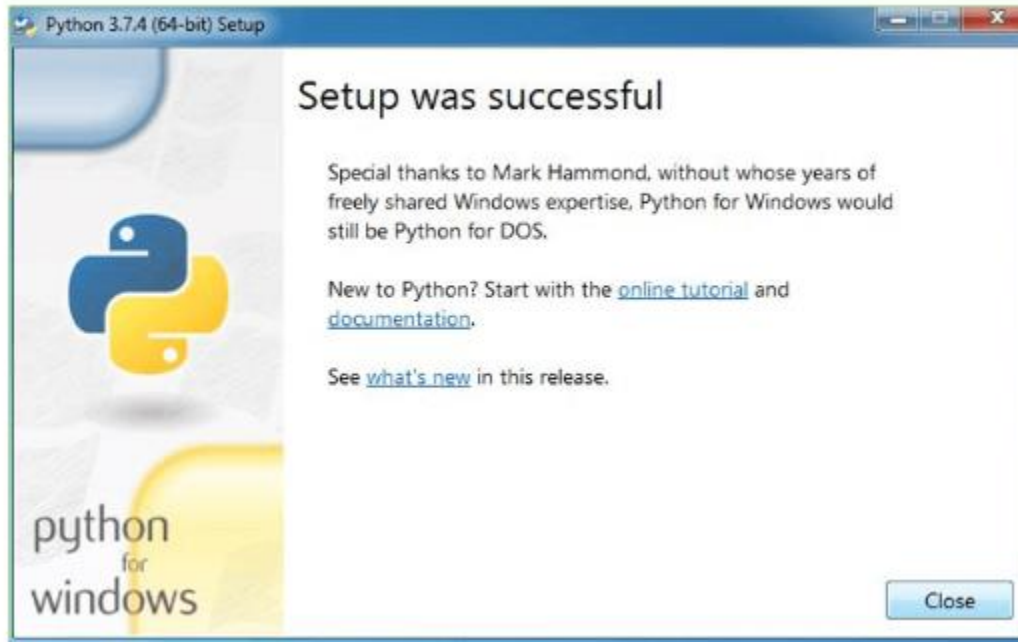 Python 3.7.4 (64-bit) Setup
Setup was successful
Special thanks to Mark Hammond, without whose years of
freely shared Windows expertise, Python for Windows would
still be Python for DOS.
New to Python? Start with the online tutorial and
documentation.
See what's new in this release.
python
for
windows
Close